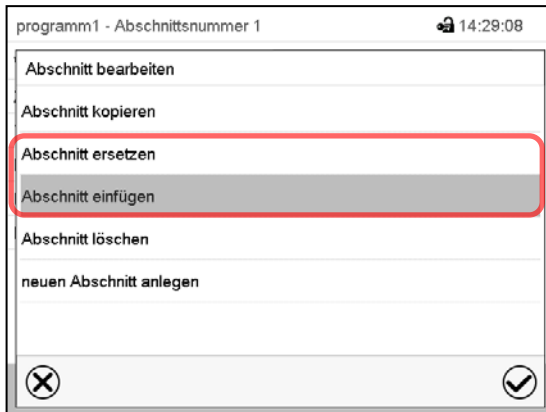 programm1 - Abschnittsnummer 1 14:29:08
Abschnitt bearbeiten
Abschnitt kopieren
Abschnitt ersetzen
Abschnitt einfügen
Abschnitt löschen
neuen Abschnitt anlegen